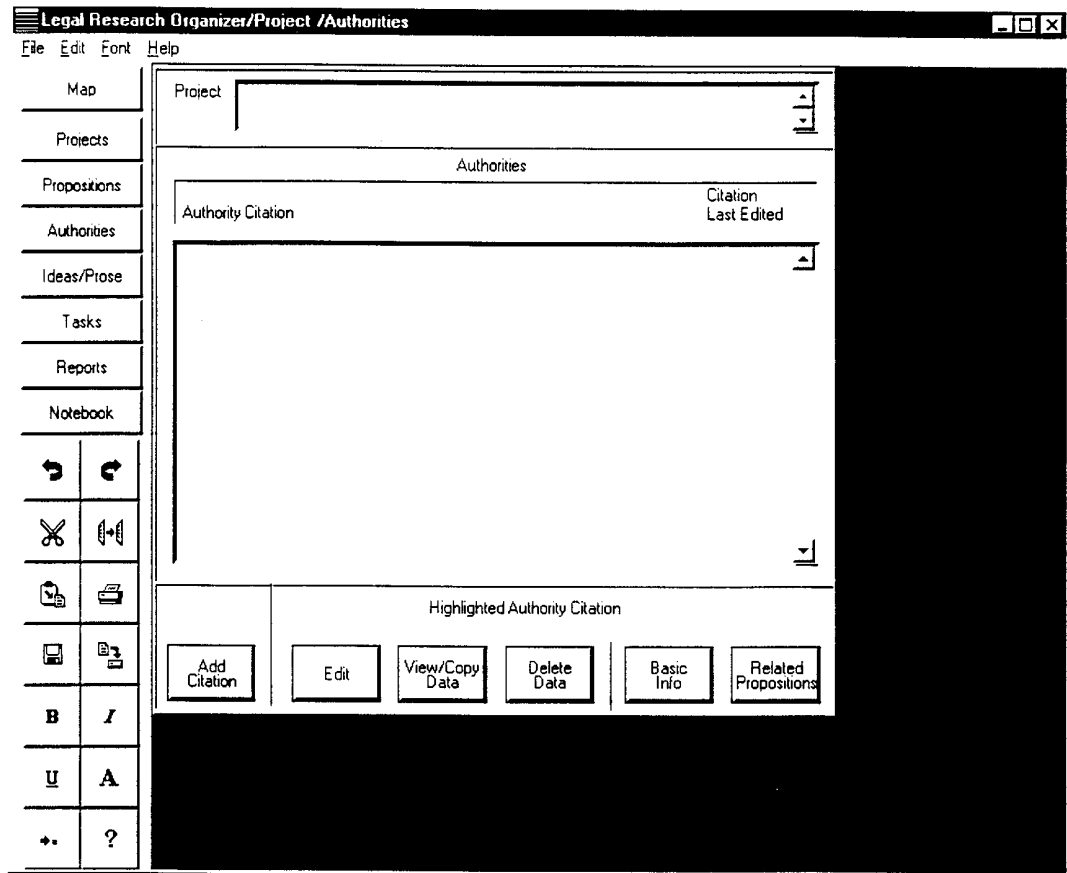 Legal Research Organizer/Project /Authorities
File Edit Font Help
Map
Projects
Propositions
Authorities
Ideas/Prose
Tasks
Reports
Notebook
B I
U A
?
Project
Authorities
Authority Citation
Citation
Last Edited
Highlighted Authority Citation
Add
Citation
Edit
View/Copy
Data
Delete
Data
Basic
Info
Related
Propositions